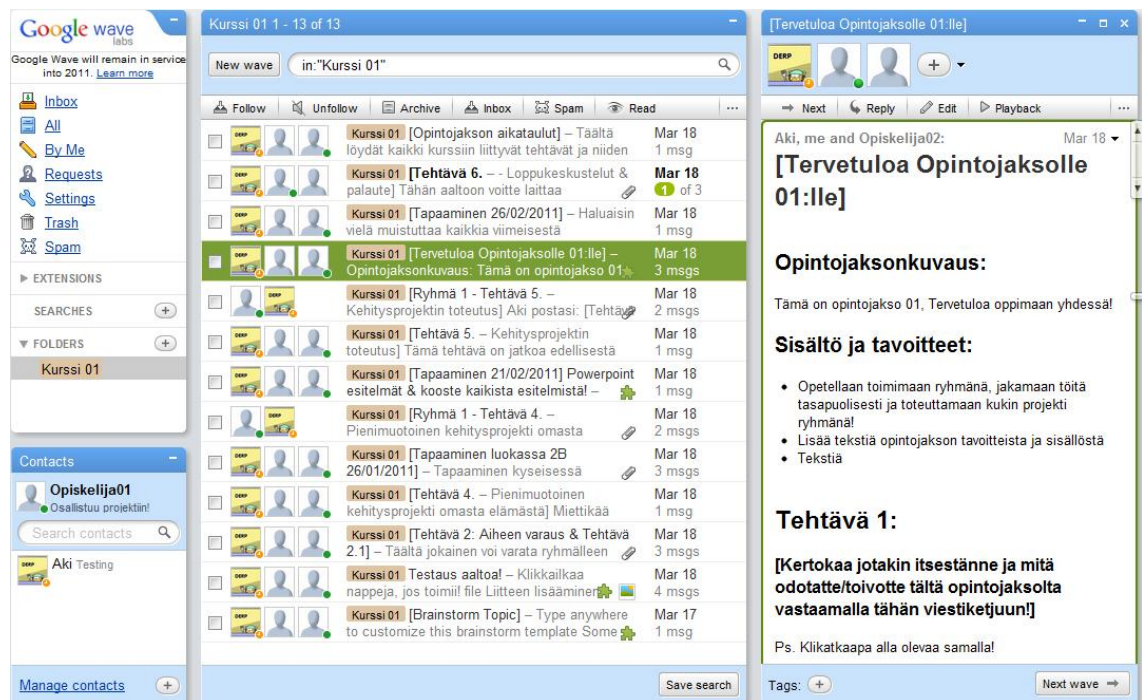 Google wave
labs
Google Wave will remain in service
into 2011. Learn more
Inbox
All
By Me
Requests
Settings
Trash
Spam
EXTENSIONS
SEARCHES
FOLDERS
Kurssi 01
Contacts
Opiskelija01
Osallistuu projektiin!
Search contacts
Aki Testing
Manage contacts
Kurssi 01 1 - 13 of 13
New wave
in:"Kurssi 01"
Follow Unfollow Archive Inbox Spam Read ...
Kurssi 01 [Opintojakson aikataulut] – Täältä Mar 18
löydät kaikki kurssiin liittyvät tehtävät ja niiden 1 msg
Kurssi 01 [Tehtävä 6. – - Loppukeskustelut & Mar 18
palaute] Tähän aaltoon voitte laittaa 1 of 3
Kurssi 01 [Tapaaminen 26/02/2011] – Haluaisin Mar 18
vielä muistuttaa kaikkia viimeisestä 1 msg
Kurssi 01 [Tervetuloa Opintojaksolle 01:lle] – Mar 18
Opintojaksonkuvaus: Tämä on opintojakso 01, 3 msgs
Kurssi 01 [Ryhmä 1 - Tehtävä 5. – Mar 18
Kehitysprojektin toteutus] Aki postasi: [Tehtäv 2 msgs
Kurssi 01 [Tehtävä 5. – Kehitysprojektin Mar 18
toteutus] Tämä tehtävä on jatkoa edellisestä 1 msg
Kurssi 01 [Tapaaminen 21/02/2011] Powerpoint Mar 18
esitelmät & kooste kaikista esitelmistä! – 1 msg
Kurssi 01 [Ryhmä 1 - Tehtävä 4. – Mar 18
Pienimuotoinen kehitysprojekti omasta 2 msgs
Kurssi 01 [Tapaaminen luokassa 2B Mar 18
26/01/2011] – Tapaaminen kyseisessä 3 msgs
Kurssi 01 [Tehtävä 4. – Pienimuotoinen Mar 18
kehitysprojekti omasta elämästä] Miettikää 1 msg
Kurssi 01 [Tehtävä 2: Aiheen varaus & Tehtävä Mar 18
2.1] – Täältä jokainen voi varata ryhmälleen 3 msgs
Kurssi 01 Testaus aaltoa! – Klikkailkaa Mar 18
nappeja, jos toimii! file Liitteen lisääminen 4 msgs
Kurssi 01 [Brainstorm Topic] – Type anywhere Mar 17
to customize this brainstorm template Some 1 msg
Save search
[Tervetuloa Opintojaksolle 01:lle]
DERP
Next Reply Edit Playback ...
Aki, me and Opiskelija02: Mar 18
[Tervetuloa Opintojaksolle
01:lle]
Opintojaksonkuvaus:
Tämä on opintojakso 01, Tervetuloa oppimaan yhdessä!
Sisältö ja tavoitteet:
Opetellaan toimimaan ryhmänä, jakamaan töitä
tasapuolisesti ja toteuttamaan kukin projekti
ryhmänä!
Lisää tekstiä opintojakson tavoitteista ja sisällöstä
Tekstiä
Tehtävä 1:
[Kertokaa jotakin itsestänne ja mitä
odotatte/toivotte tältä opintojaksolta
vastaamalla tähän viestiketjuun!]
Ps. Klikatkaapa alla olevaa samalla!
Tags:
Next wave